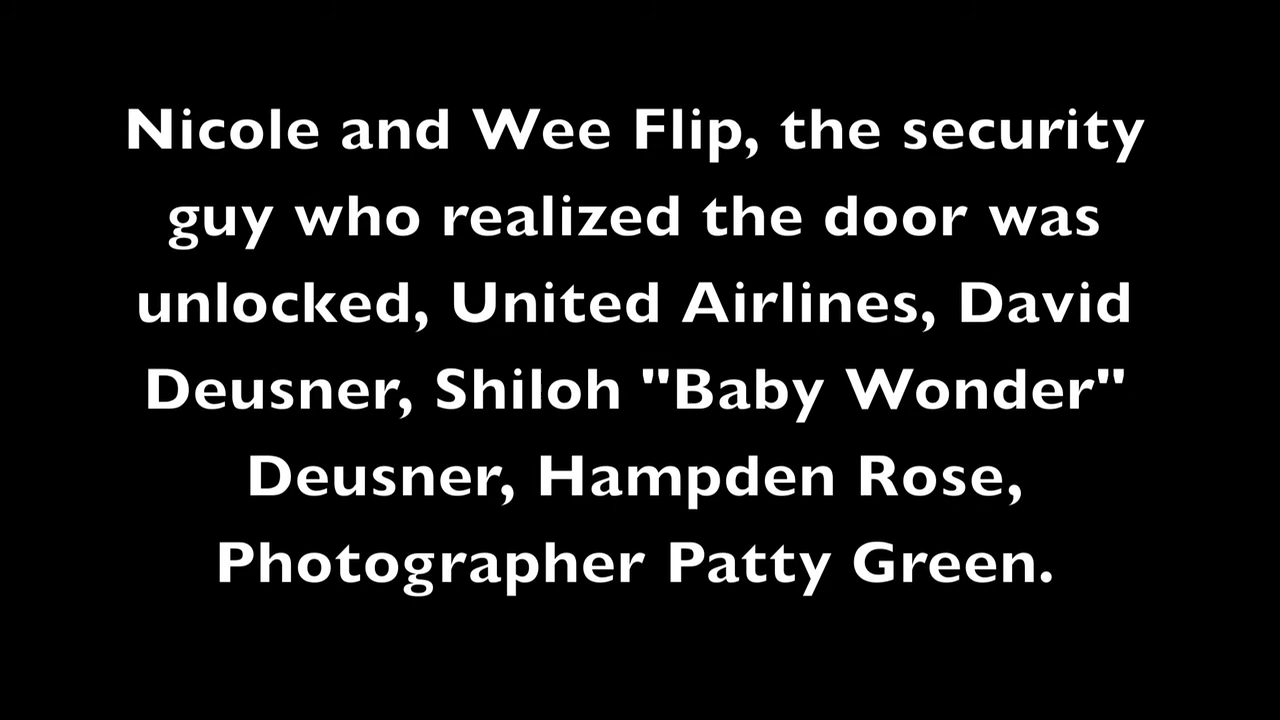 Nicole and Wee Flip, the security
guy who realized the door was
unlocked, United Airlines, David
Deusner, Shiloh "Baby Wonder"
Deusner, Hampden Rose,
Photographer Patty Green.